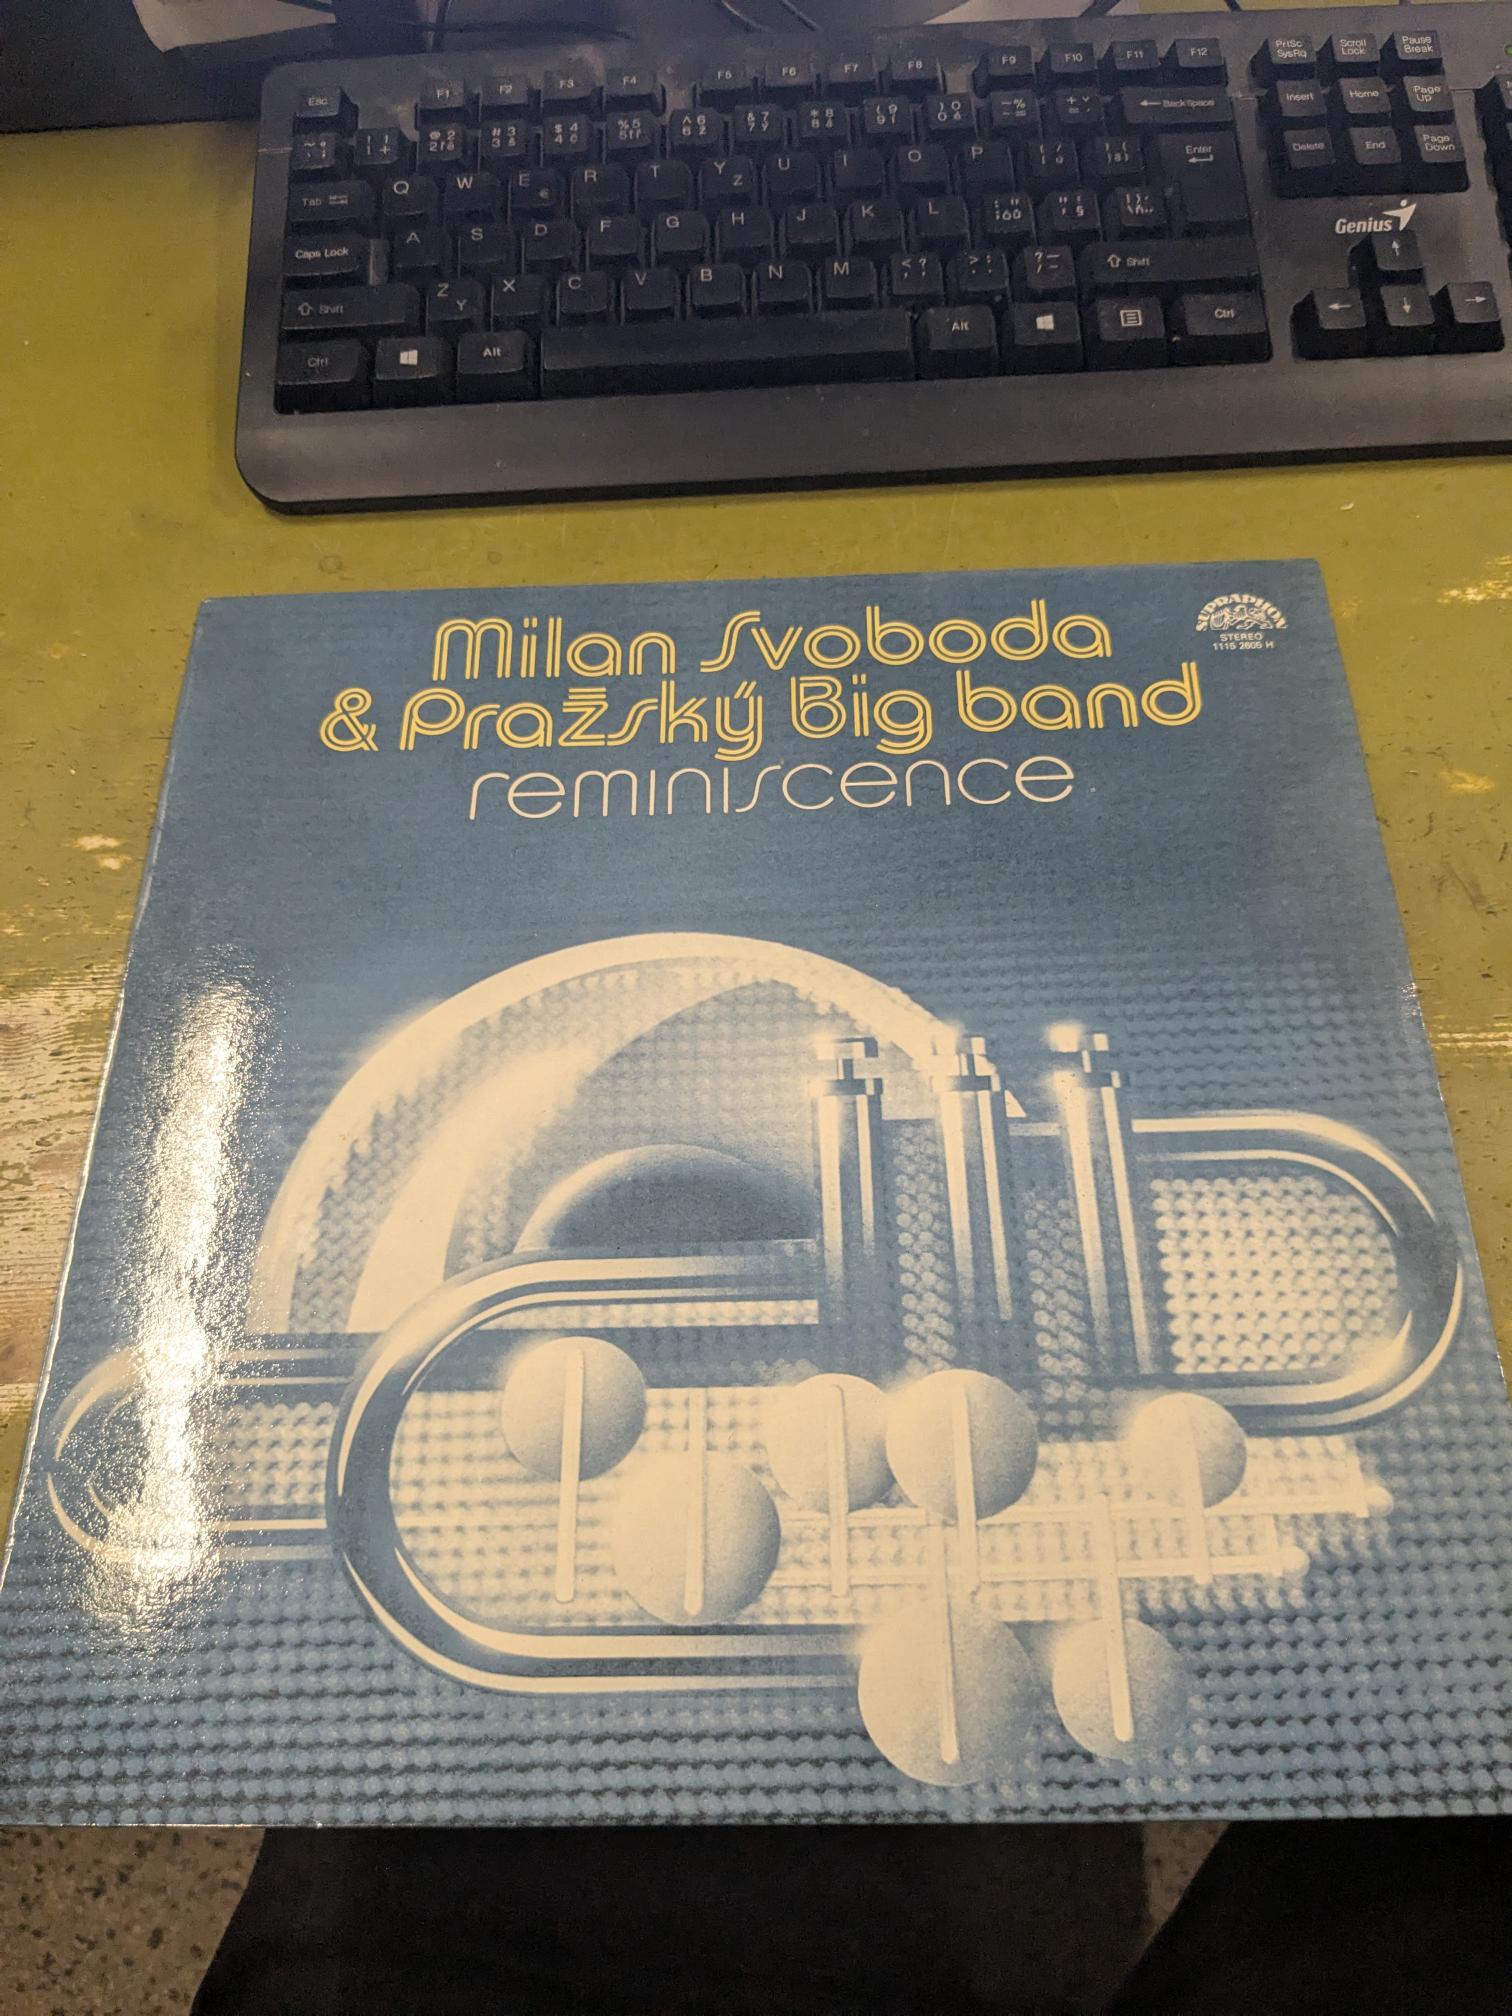 Esc F1 F2 F3 F4 F5 F6 F7 F8 F9 F10 F11 F12 PrtSc SysRq Scroll Lock Pause Break
BackSpace Insert Home Page Up
Tab Q W E € R T Y Z U I O P Enter Delete End Page Down
Caps Lock A S D F G H J K L
Shift Z Y X C V B N M Shift
Ctrl Alt Alt Ctrl
Genius
Milan Svoboda
& Pražský Big band
reminiscence
SUPRAPHON
STEREO
1115 2605 H